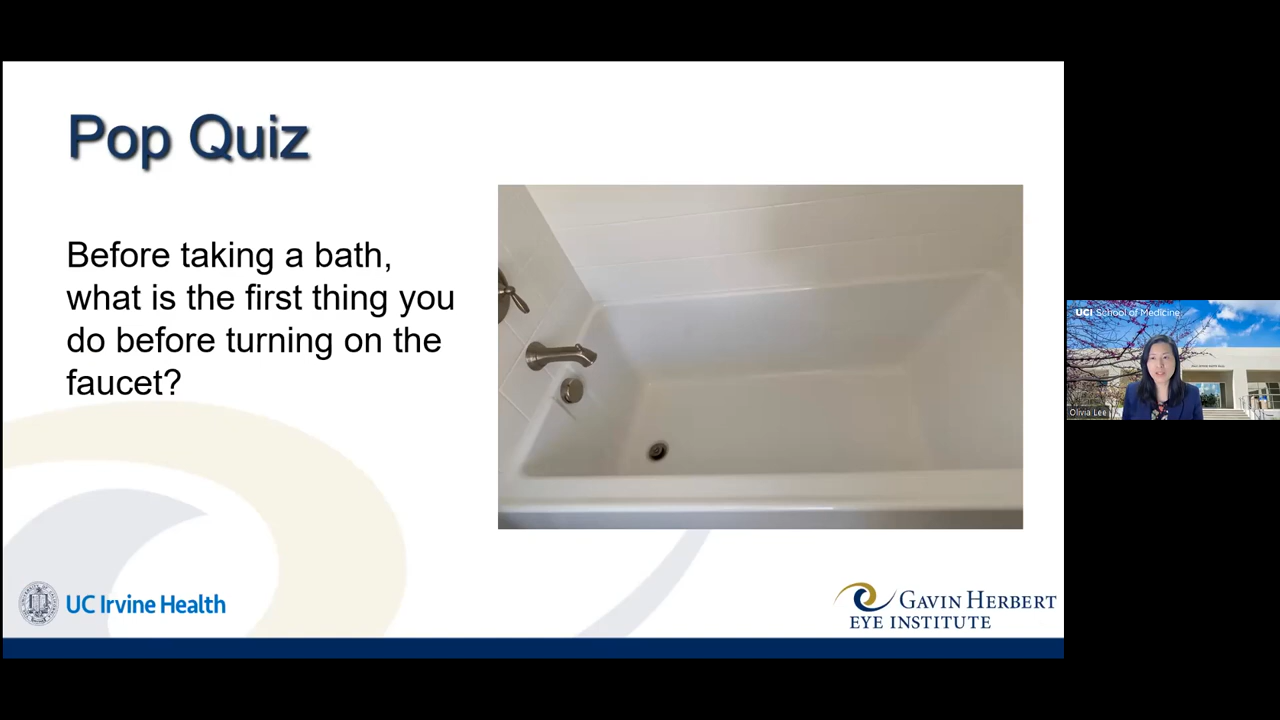 Pop Quiz
Before taking a bath,
what is the first thing you
do before turning on the
faucet?
UC Irvine Health
GAVIN HERBERT
EYE INSTITUTE
UCI School of Medicine
Olivia Lee